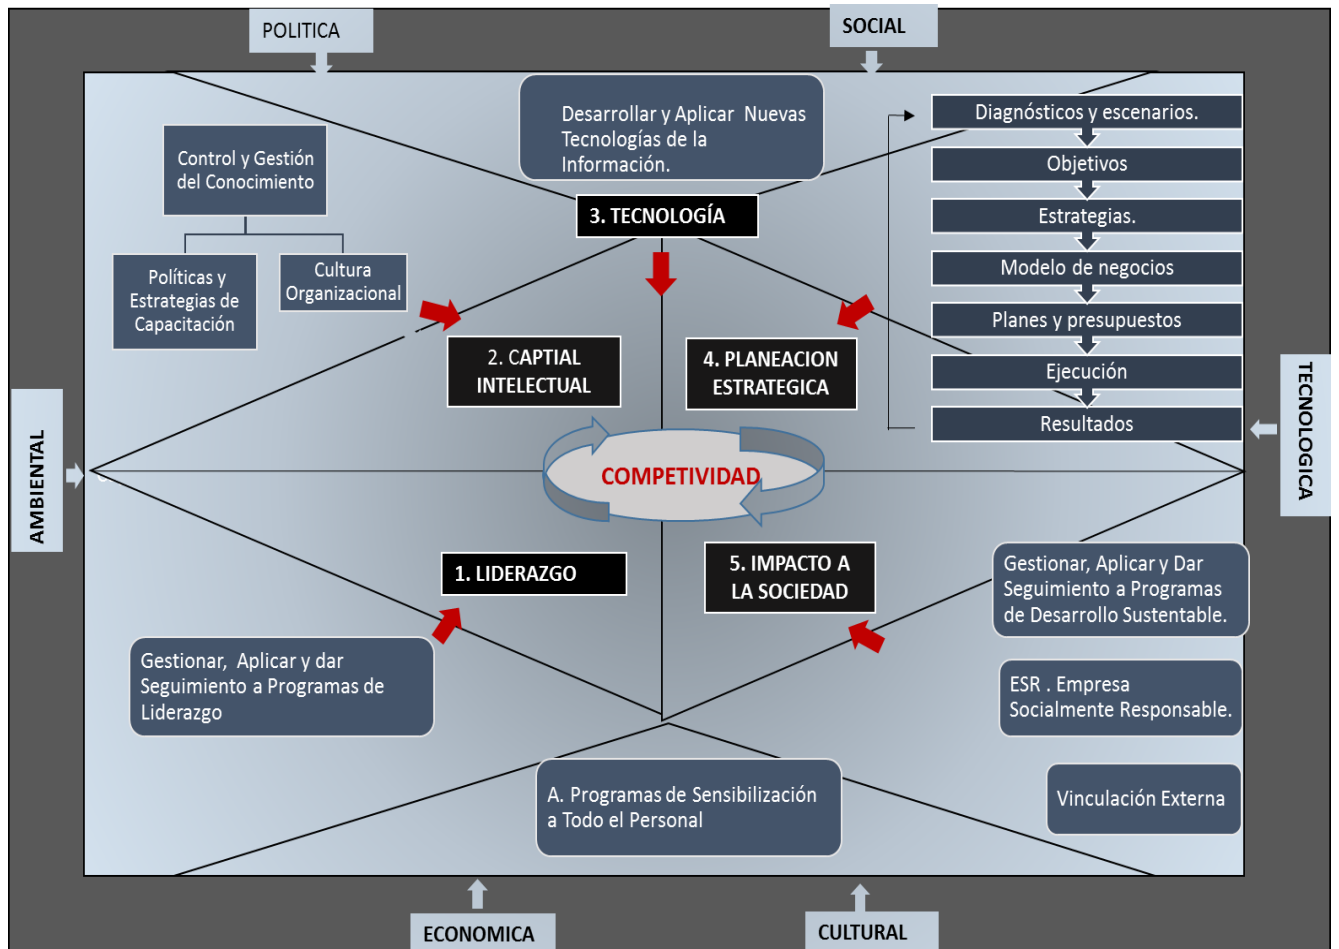 POLITICA
SOCIAL
Desarrollar y Aplicar Nuevas
Tecnologías de la
Información.
Diagnósticos y escenarios.
Objetivos
Estrategias.
Modelo de negocios
Planes y presupuestos
Ejecución
Resultados
Control y Gestión
del Conocimiento
Políticas y
Estrategias de
Capacitación
Cultura
Organizacional
3. TECNOLOGÍA
2. CAPTIAL
INTELECTUAL
4. PLANEACION
ESTRATEGICA
AMBIENTAL
TECNOLOGICA
COMPETIVIDAD
1. LIDERAZGO
5. IMPACTO A
LA SOCIEDAD
Gestionar, Aplicar y dar
Seguimiento a Programas de
Liderazgo
Gestionar, Aplicar y Dar
Seguimiento a Programas
de Desarrollo Sustentable.
ESR . Empresa
Socialmente Responsable.
Vinculación Externa
A. Programas de Sensibilización
a Todo el Personal
ECONOMICA
CULTURAL